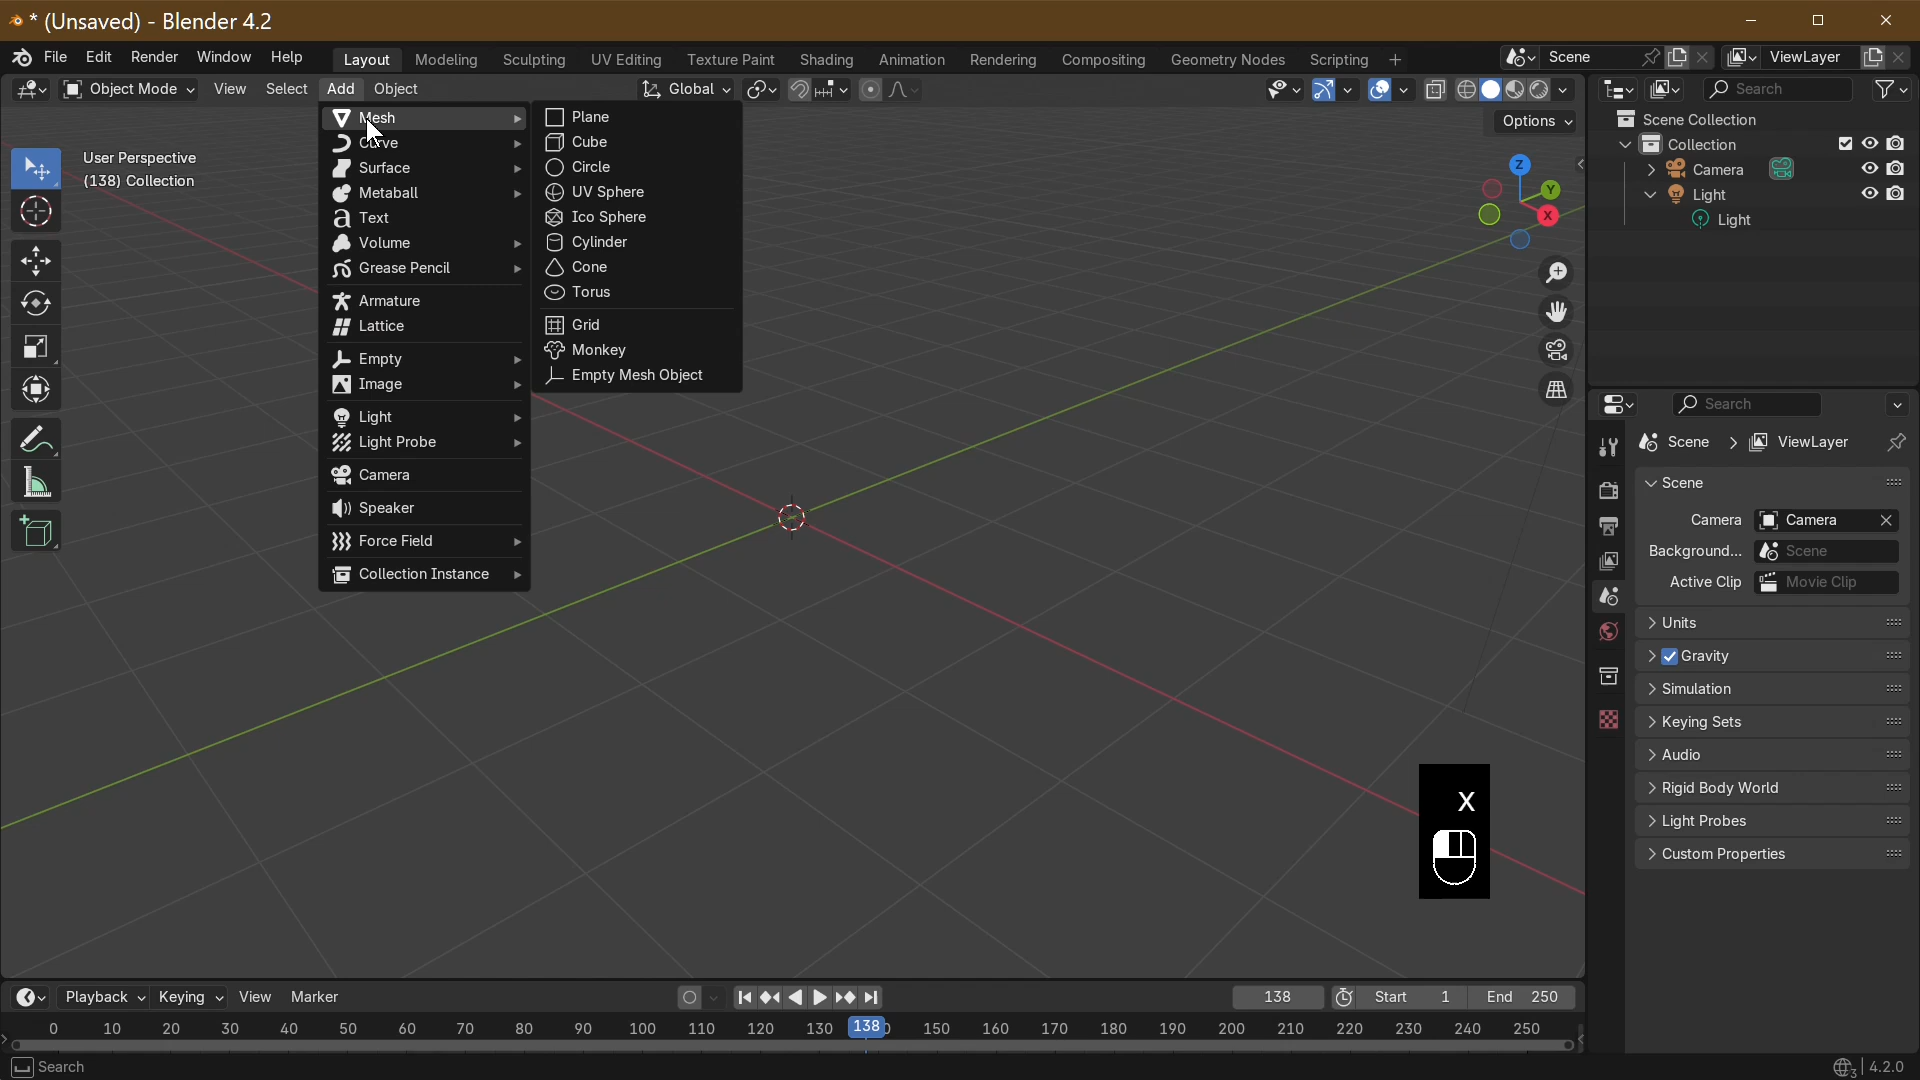 * (Unsaved) - Blender 4.2
File Edit Render Window Help
Layout Modeling Sculpting UV Editing Texture Paint Shading Animation Rendering Compositing Geometry Nodes Scripting +
Scene
ViewLayer
Object Mode View Select Add Object
Global
Search
Options
User Perspective
(138) Collection
Mesh
Curve
Surface
Metaball
Text
Volume
Grease Pencil
Armature
Lattice
Empty
Image
Light
Light Probe
Camera
Speaker
Force Field
Collection Instance
Plane
Cube
Circle
UV Sphere
Ico Sphere
Cylinder
Cone
Torus
Grid
Monkey
Empty Mesh Object
Z
Y
X
Scene Collection
Collection
Camera
Light
Light
Search
Scene ViewLayer
Scene
Camera Camera
Background... Scene
Active Clip Movie Clip
Units
Gravity
Simulation
Keying Sets
Audio
Rigid Body World
Light Probes
Custom Properties
X
Playback Keying View Marker
138 Start 1 End 250
0 10 20 30 40 50 60 70 80 90 100 110 120 130 138 150 160 170 180 190 200 210 220 230 240 250
Search
3 4.2.0